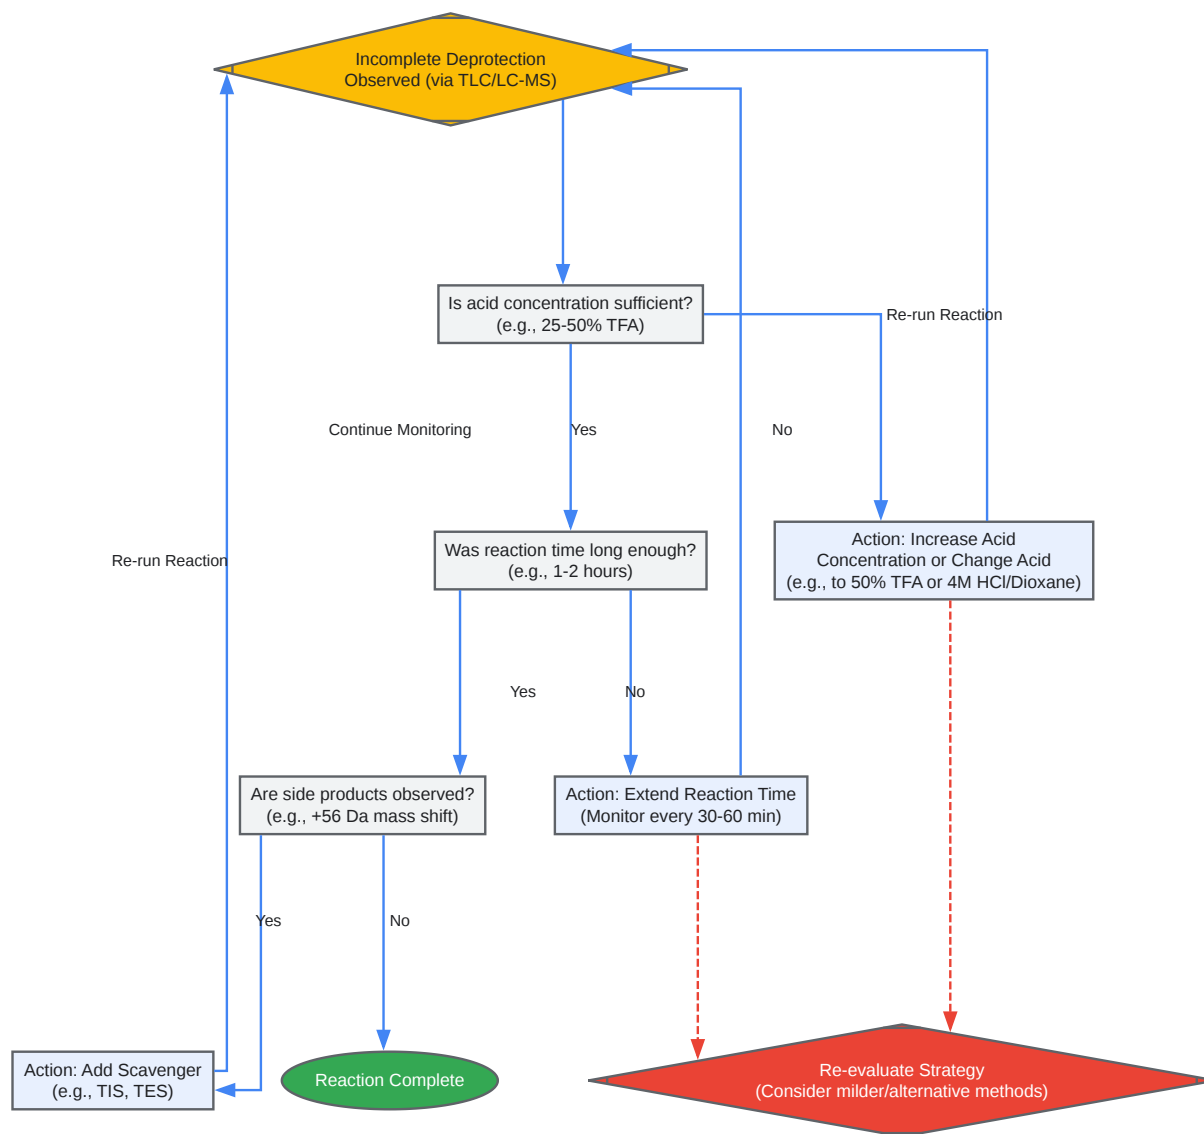 Incomplete Deprotection
Observed (via TLC/LC-MS)
Is acid concentration sufficient?
(e.g., 25-50% TFA)
Re-run Reaction
Continue Monitoring
Yes
No
Was reaction time long enough?
(e.g., 1-2 hours)
Action: Increase Acid
Concentration or Change Acid
(e.g., to 50% TFA or 4M HCl/Dioxane)
Re-run Reaction
Yes
No
Are side products observed?
(e.g., +56 Da mass shift)
Action: Extend Reaction Time
(Monitor every 30-60 min)
Yes
No
Action: Add Scavenger
(e.g., TIS, TES)
Reaction Complete
Re-evaluate Strategy
(Consider milder/alternative methods)